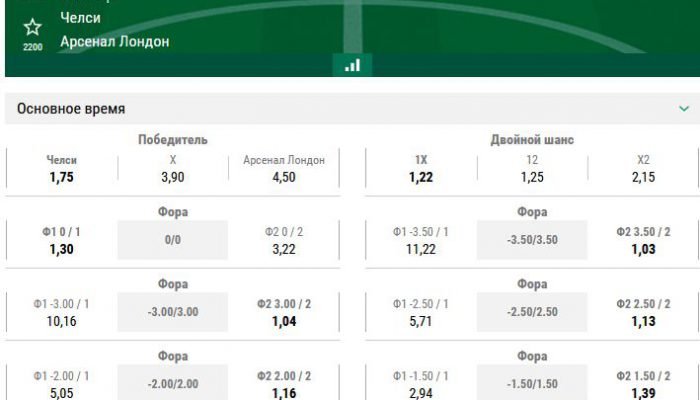 Челси
2200
Арсенал Лондон
Основное время
Победитель
Двойной шанс
Челси X Арсенал Лондон
1,75 3,90 4,50
1X 12 X2
1,22 1,25 2,15
Фора
Ф1 0 / 1 0/0 Ф2 0 / 2
1,30 3,22
Фора
Ф1 -3.50 / 1 -3.50/3.50 Ф2 3.50 / 2
11,22 1,03
Фора
Ф1 -3.00 / 1 -3.00/3.00 Ф2 3.00 / 2
10,16 1,04
Фора
Ф1 -2.50 / 1 -2.50/2.50 Ф2 2.50 / 2
5,71 1,13
Фора
Ф1 -2.00 / 1 -2.00/2.00 Ф2 2.00 / 2
5,05 1,16
Фора
Ф1 -1.50 / 1 -1.50/1.50 Ф2 1.50 / 2
2,94 1,39